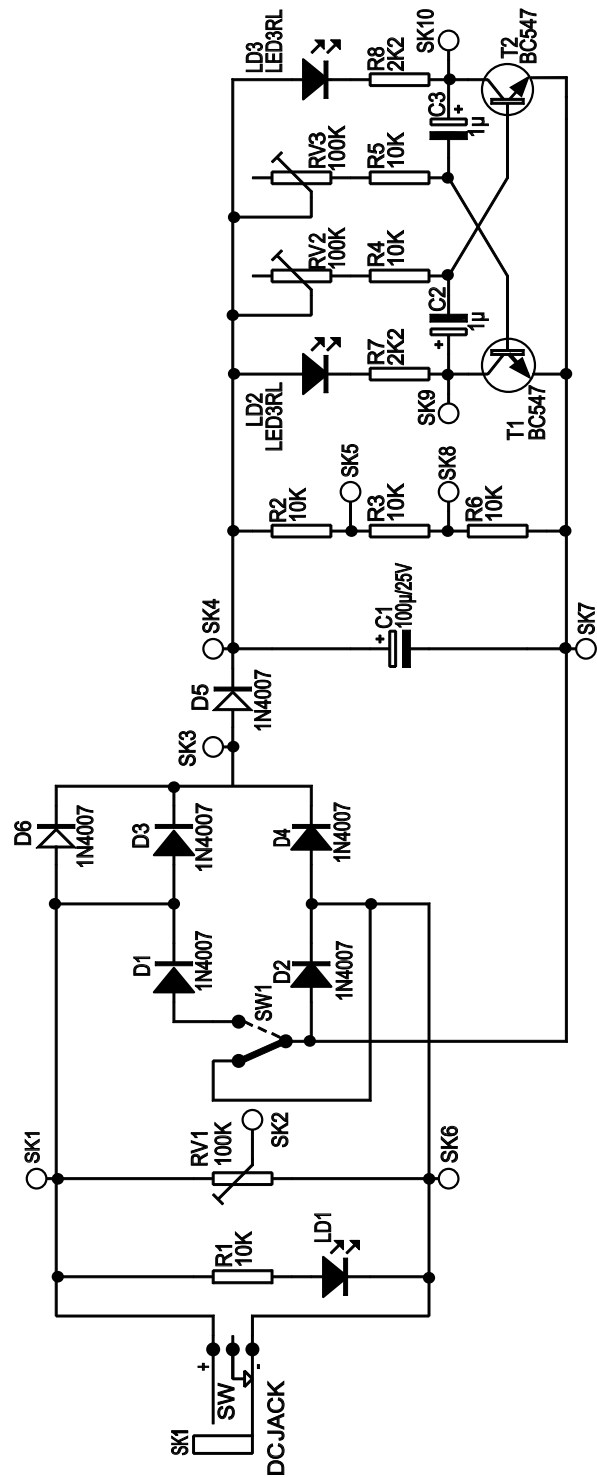 SK1
SW
DCJACK
+
-
R1
10K
LD1
SK1
RV1
100K
SK2
SK6
SW1
D1
1N4007
D2
1N4007
D6
1N4007
D3
1N4007
D4
1N4007
SK3
D5
1N4007
SK4
+
C1
100µ/25V
SK7
R2
10K
SK5
R3
10K
SK8
R6
10K
LD2
LED3RL
R7
2K2
SK9
T1
BC547
+
C2
1µ
RV2
100K
R4
10K
RV3
100K
R5
10K
+
C3
1µ
LD3
LED3RL
R8
2K2
SK10
T2
BC547